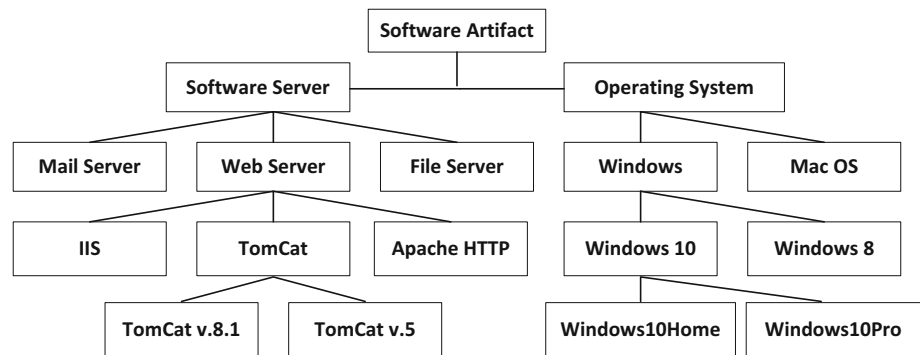 Software Artifact
Software Server
Operating System
Mail Server
Web Server
File Server
Windows
Mac OS
IIS
TomCat
Apache HTTP
Windows 10
Windows 8
TomCat v.8.1
TomCat v.5
Windows10Home
Windows10Pro